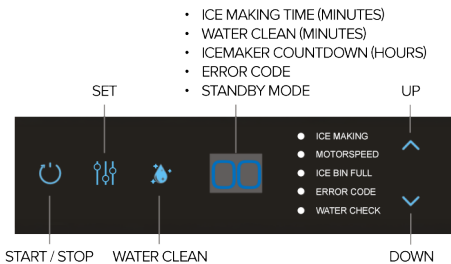 • ICE MAKING TIME (MINUTES)
• WATER CLEAN (MINUTES)
• ICEMAKER COUNTDOWN (HOURS)
• ERROR CODE
• STANDBY MODE
SET
UP
00
ICE MAKING
MOTORSPEED
ICE BIN FULL
ERROR CODE
WATER CHECK
START / STOP
WATER CLEAN
DOWN